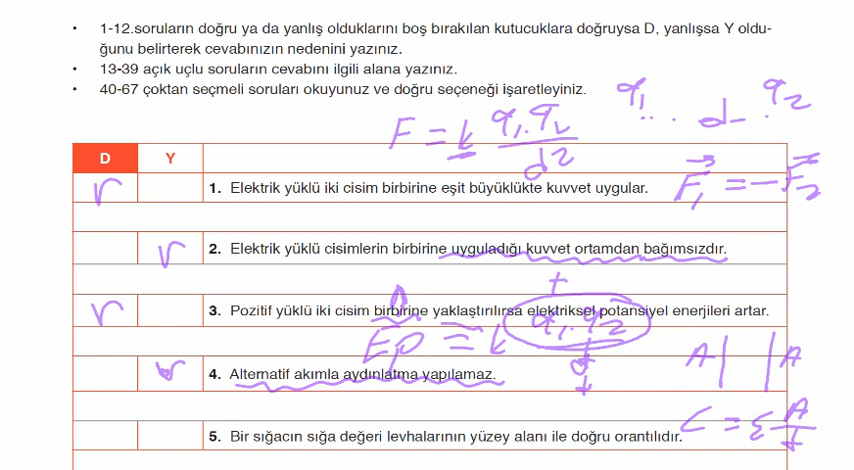 • 1-12.soruların doğru ya da yanlış olduklarını boş bırakılan kutucuklara doğruysa D, yanlışsa Y oldu-
ğunu belirterek cevabınızın nedenini yazınız.
• 13-39 açık uçlu soruların cevabını ilgili alana yazınız.
• 40-67 çoktan seçmeli soruları okuyunuz ve doğru seçeneği işaretleyiniz.
q1 . . . d - . q2
F = k q1.q2 / d2
D Y
F1 = -F2
1. Elektrik yüklü iki cisim birbirine eşit büyüklükte kuvvet uygular.
2. Elektrik yüklü cisimlerin birbirine uyguladığı kuvvet ortamdan bağımsızdır.
+
3. Pozitif yüklü iki cisim birbirine yaklaştırılırsa elektriksel potansiyel enerjileri artar.
Ep = k q1.q2 / d
A | | A
4. Alternatif akımla aydınlatma yapılamaz.
C = ε A / d
5. Bir sığacın sığa değeri levhalarının yüzey alanı ile doğru orantılıdır.